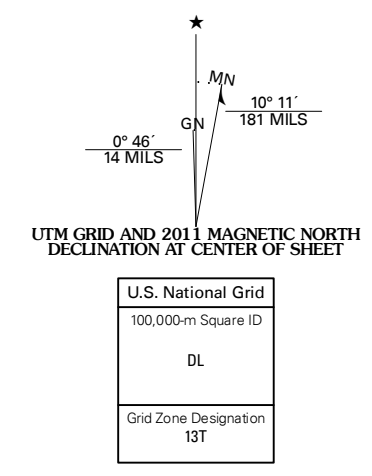 ★
MN
GN
10° 11´
181 MILS
0° 46´
14 MILS
UTM GRID AND 2011 MAGNETIC NORTH
DECLINATION AT CENTER OF SHEET
U.S. National Grid
100,000-m Square ID
DL
Grid Zone Designation
13T